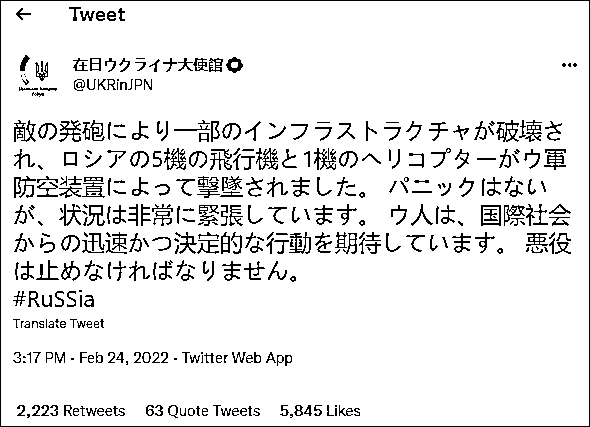 ← Tweet
在日ウクライナ大使館
@UKRinJPN
敵の発砲により一部のインフラストラクチャが破壊さ
れ、ロシアの5機の飛行機と1機のヘリコプターがウ軍
防空装置によって撃墜されました。 パニックはない
が、状況は非常に緊張しています。 ウ人は、国際社会
からの迅速かつ決定的な行動を期待しています。 悪役
は止めなければなりません。
#RuSSia
Translate Tweet
3:17 PM · Feb 24, 2022 · Twitter Web App
2,223 Retweets 63 Quote Tweets 5,845 Likes